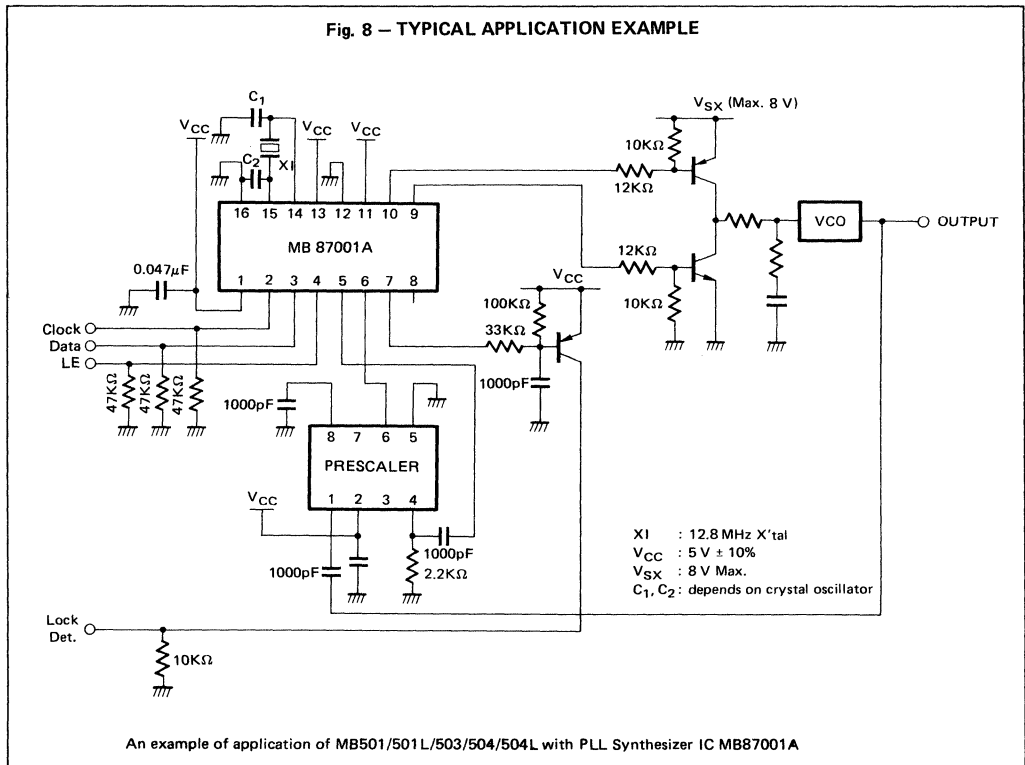 Fig. 8 — TYPICAL APPLICATION EXAMPLE
C1
VCC
VCC
VCC
C2
XI
16 15 14 13 12 11 10 9
MB 87001A
1 2 3 4 5 6 7 8
0.047μF
Clock
Data
LE
47KΩ
47KΩ
47KΩ
VSX (Max. 8 V)
10KΩ
12KΩ
12KΩ
10KΩ
VCO
OUTPUT
VCC
100KΩ
33KΩ
1000pF
1000pF
8 7 6 5
PRESCALER
1 2 3 4
VCC
1000pF
1000pF
2.2KΩ
XI : 12.8 MHz X'tal
VCC : 5 V ± 10%
VSX : 8 V Max.
C1, C2 : depends on crystal oscillator
Lock
Det.
10KΩ
An example of application of MB501/501L/503/504/504L with PLL Synthesizer IC MB87001A